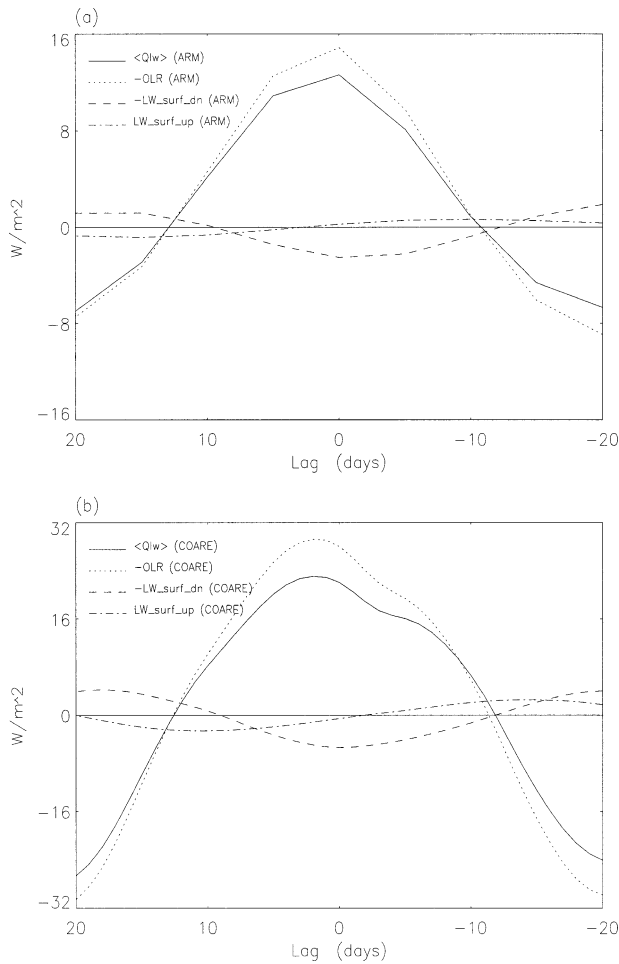 (a)
16
8
0
-8
-16
W/m^2
<Qlw> (ARM)
-OLR (ARM)
-LW_surf_dn (ARM)
LW_surf_up (ARM)
20 10 0 -10 -20
Lag (days)
(b)
32
16
0
-16
-32
W/m^2
<Qlw> (COARE)
-OLR (COARE)
-LW_surf_dn (COARE)
LW_surf_up (COARE)
20 10 0 -10 -20
Lag (days)